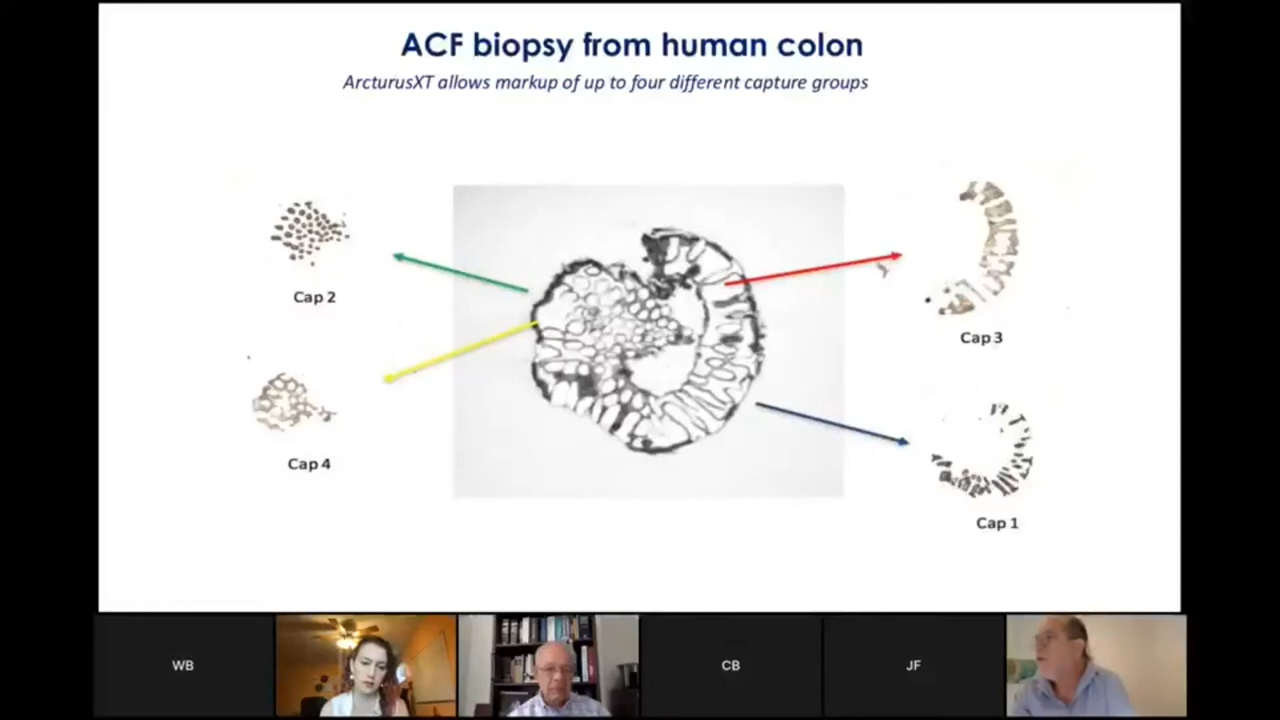 ACF biopsy from human colon
ArcturusXT allows markup of up to four different capture groups
Cap 2
Cap 3
Cap 4
Cap 1
WB
CB
JF